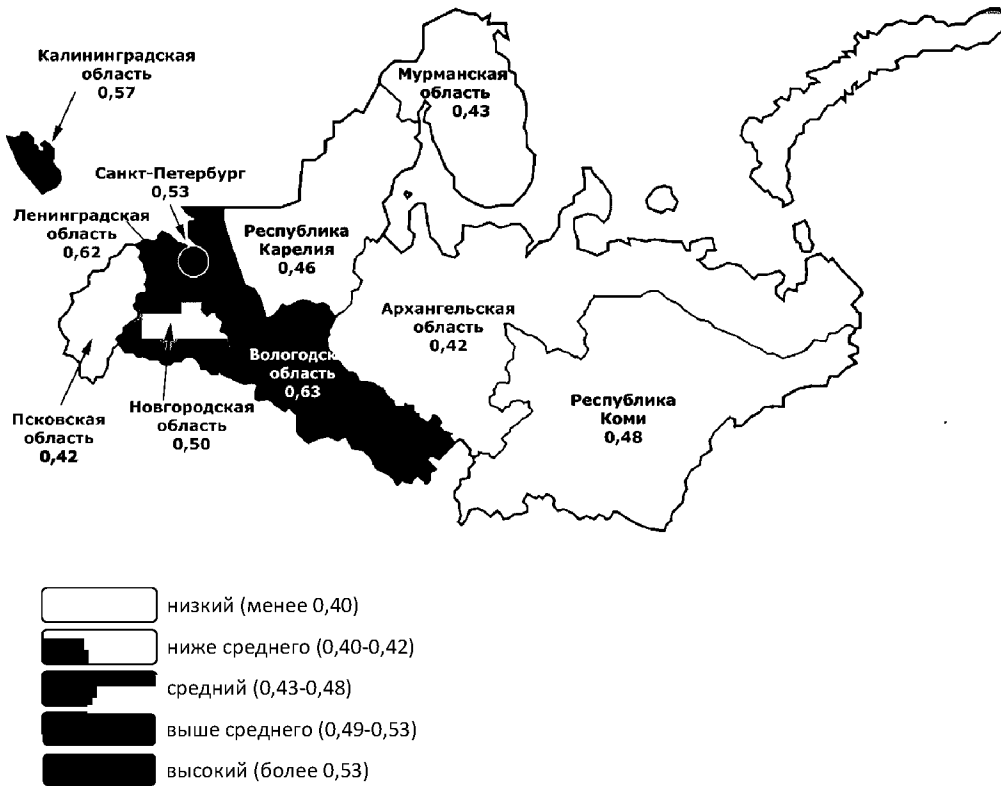 Калининградская
область
0,57
Мурманская
область
0,43
Санкт-Петербург
0,53
Ленинградская
область
0,62
Республика
Карелия
0,46
Архангельская
область
0,42
Вологодск
область
0,63
Псковская
область
0,42
Новгородская
область
0,50
Республика
Коми
0,48
низкий (менее 0,40)
ниже среднего (0,40-0,42)
средний (0,43-0,48)
выше среднего (0,49-0,53)
высокий (более 0,53)